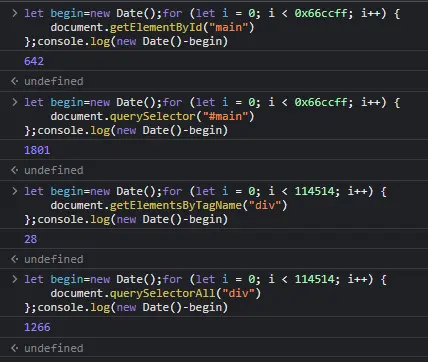 > let begin=new Date();for (let i = 0; i < 0x66ccff; i++) {
document.getElementById("main")
};console.log(new Date()-begin)
642
undefined
> let begin=new Date();for (let i = 0; i < 0x66ccff; i++) {
document.querySelector("#main")
};console.log(new Date()-begin)
1801
undefined
> let begin=new Date();for (let i = 0; i < 114514; i++) {
document.getElementsByTagName("div")
};console.log(new Date()-begin)
28
undefined
> let begin=new Date();for (let i = 0; i < 114514; i++) {
document.querySelectorAll("div")
};console.log(new Date()-begin)
1266
undefined